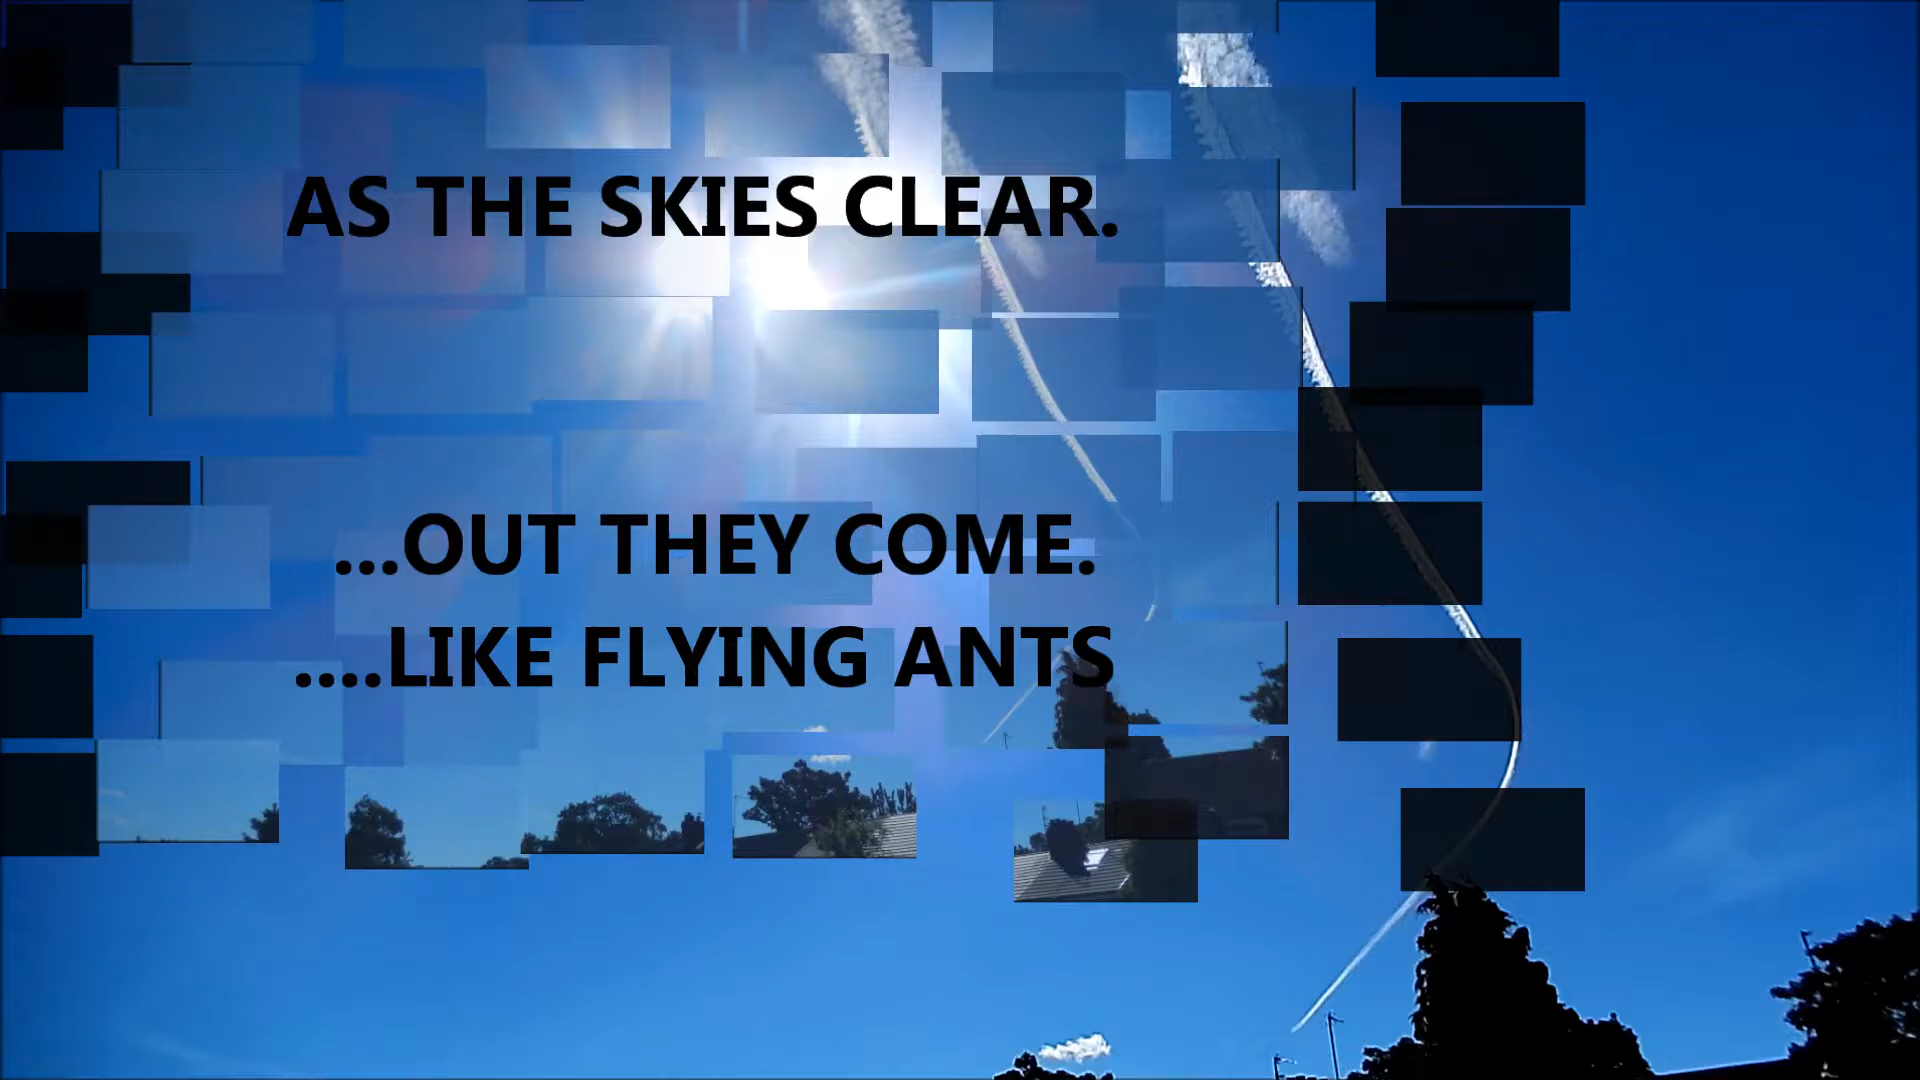 AS THE SKIES CLEAR.
...OUT THEY COME.
....LIKE FLYING ANTS